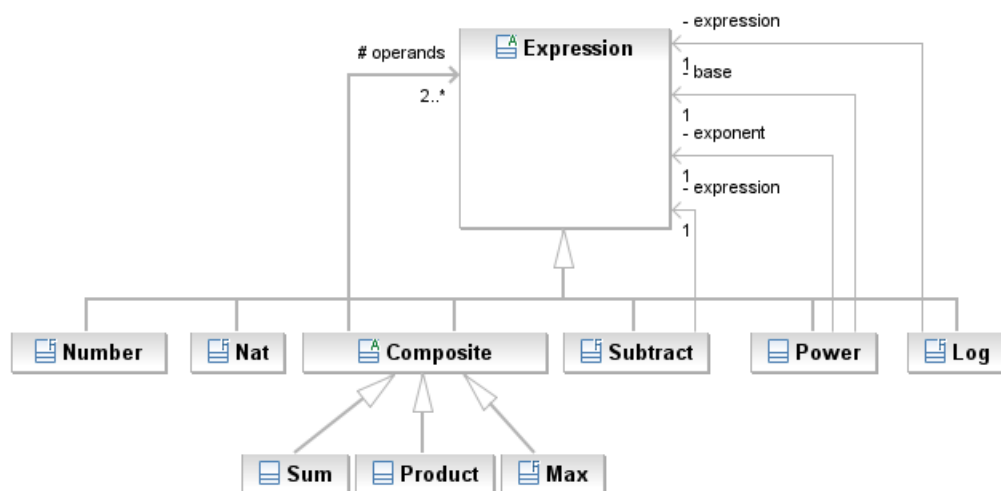 - expression
# operands
A Expression
1
- base
2..*
1
- exponent
1
- expression
1
F Number
F Nat
A Composite
F Subtract
Power
F Log
Sum
Product
F Max